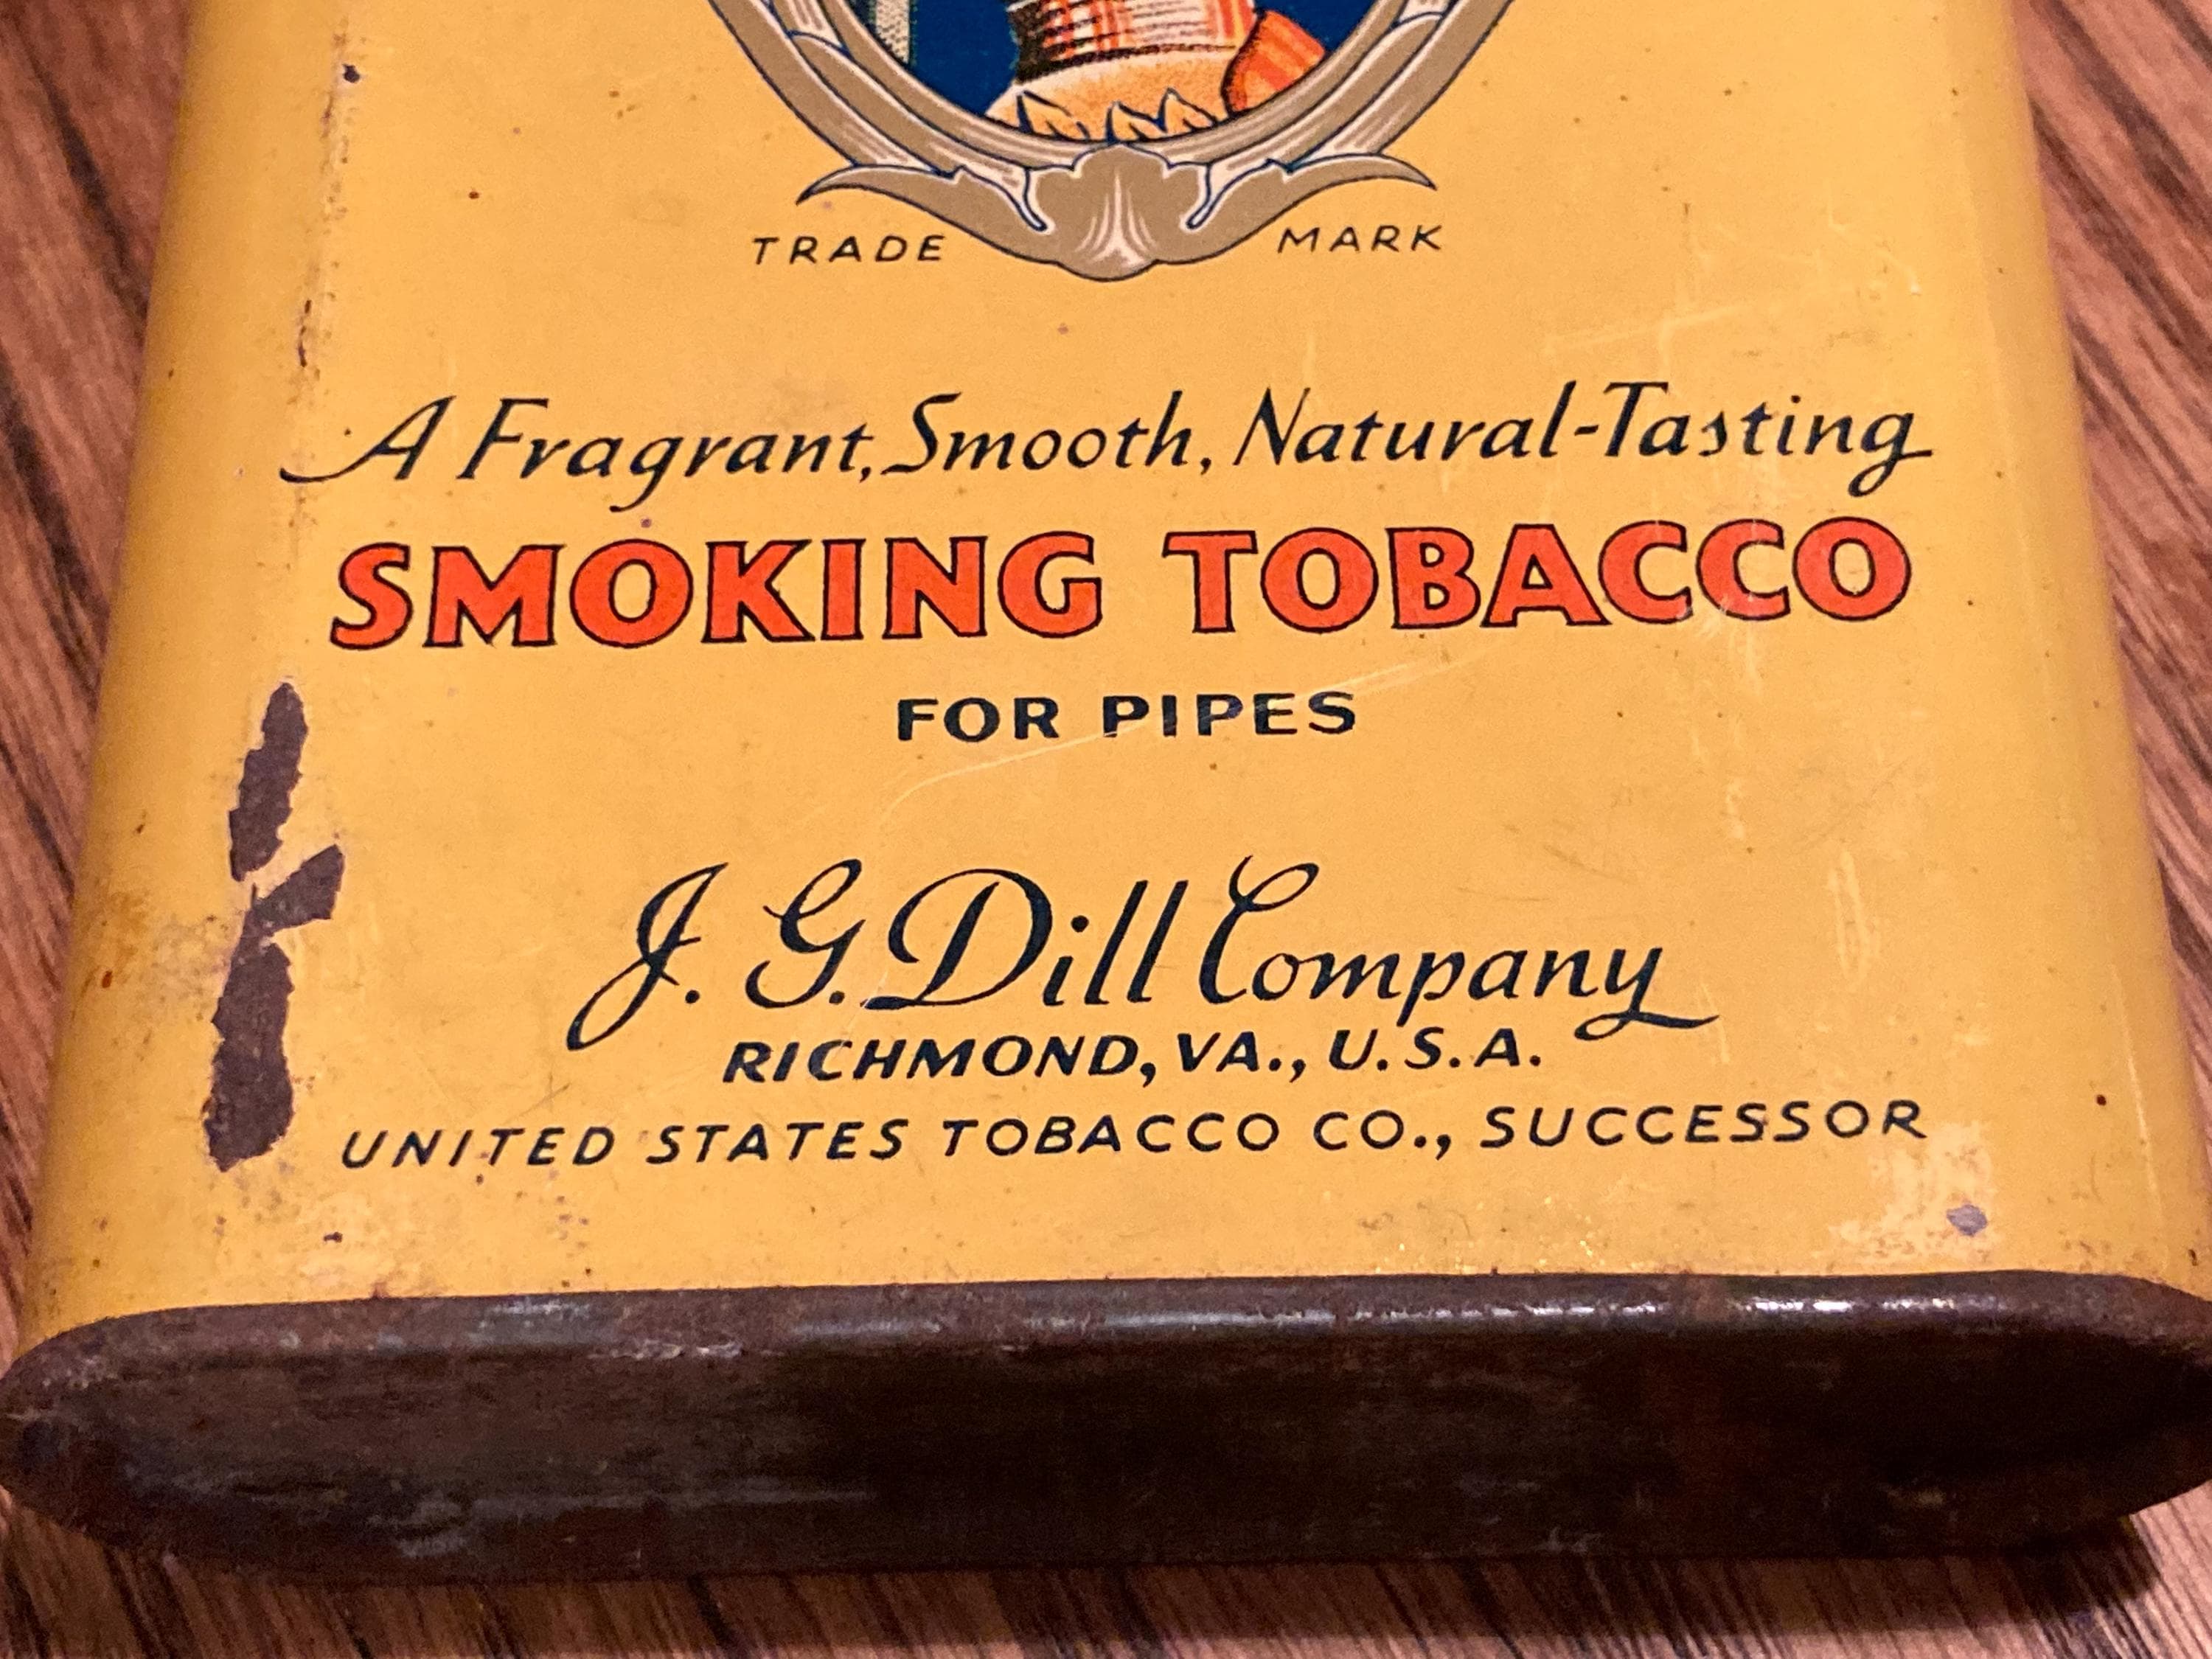 TRADE MARK
A Fragrant, Smooth, Natural-Tasting
SMOKING TOBACCO
FOR PIPES
J. G. Dill Company
RICHMOND, VA., U.S.A.
UNITED STATES TOBACCO CO., SUCCESSOR